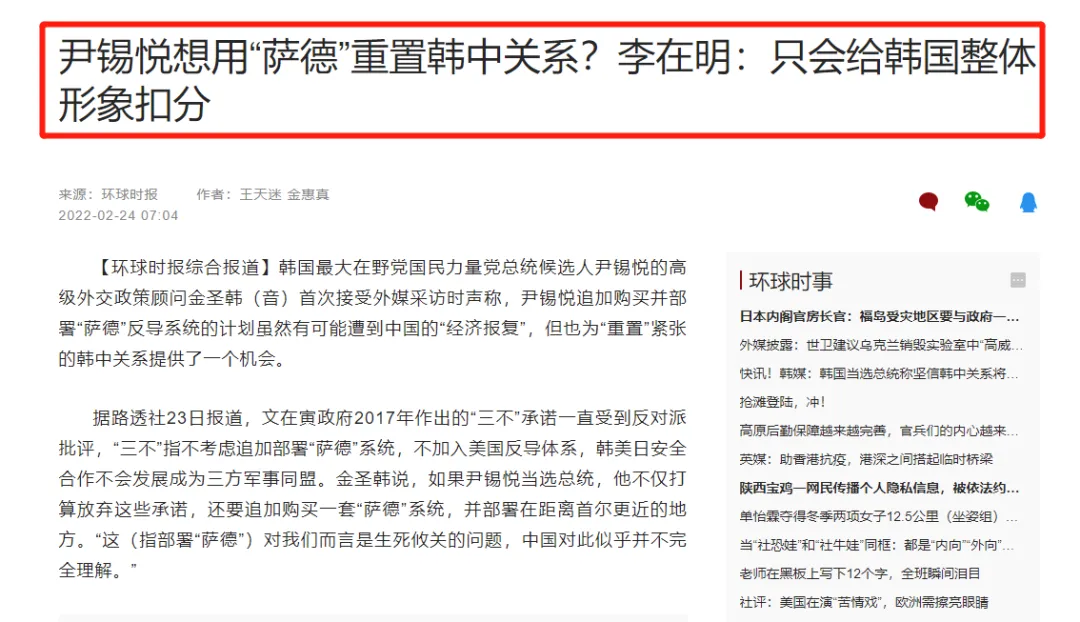 尹锡悦想用“萨德”重置韩中关系？李在明：只会给韩国整体
形象扣分
来源：环球时报 作者：王天迷 金惠真
2022-02-24 07:04
【环球时报综合报道】韩国最大在野党国民力量党总统候选人尹锡悦的高
级外交政策顾问金圣韩（音）首次接受外媒采访时声称，尹锡悦追加购买并部
署“萨德”反导系统的计划虽然有可能遭到中国的“经济报复”，但也为“重置”紧张
的韩中关系提供了一个机会。
据路透社23日报道，文在寅政府2017年作出的“三不”承诺一直受到反对派
批评，“三不”指不考虑追加部署“萨德”系统，不加入美国反导体系，韩美日安全
合作不会发展成为三方军事同盟。金圣韩说，如果尹锡悦当选总统，他不仅打
算放弃这些承诺，还要追加购买一套“萨德”系统，并部署在距离首尔更近的地
方。“这（指部署“萨德”）对我们而言是生死攸关的问题，中国对此似乎并不完
全理解。”
环球时事
日本内阁官房长官：福岛受灾地区要与政府一...
外媒披露：世卫建议乌克兰销毁实验室中“高威...
快讯！韩媒：韩国当选总统称坚信韩中关系将...
抢滩登陆，冲！
高原后勤保障越来越完善，官兵们的内心越来...
英媒：助香港抗疫，港深之间搭起临时桥梁
陕西宝鸡一网民传播个人隐私信息，被依法约...
单怡霖夺得冬季两项女子12.5公里（坐姿组）...
当“社恐娃”和“社牛娃”同框：都是“内向”“外向”...
老师在黑板上写下12个字，全班瞬间泪目
社评：美国在演“苦情戏”，欧洲需擦亮眼睛